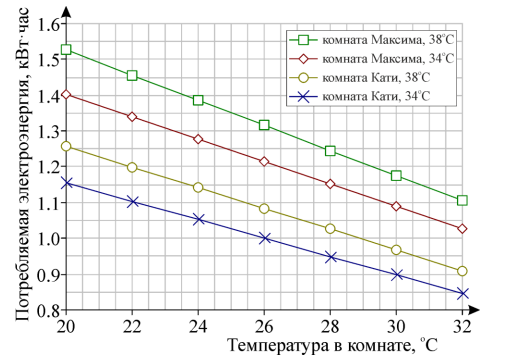 Потребляемая электроэнергия, кВт·час
1.6
1.5
1.4
1.3
1.2
1.1
1.0
0.9
0.8
комната Максима, 38°C
комната Максима, 34°C
комната Кати, 38°C
комната Кати, 34°C
20 22 24 26 28 30 32
Температура в комнате, °C